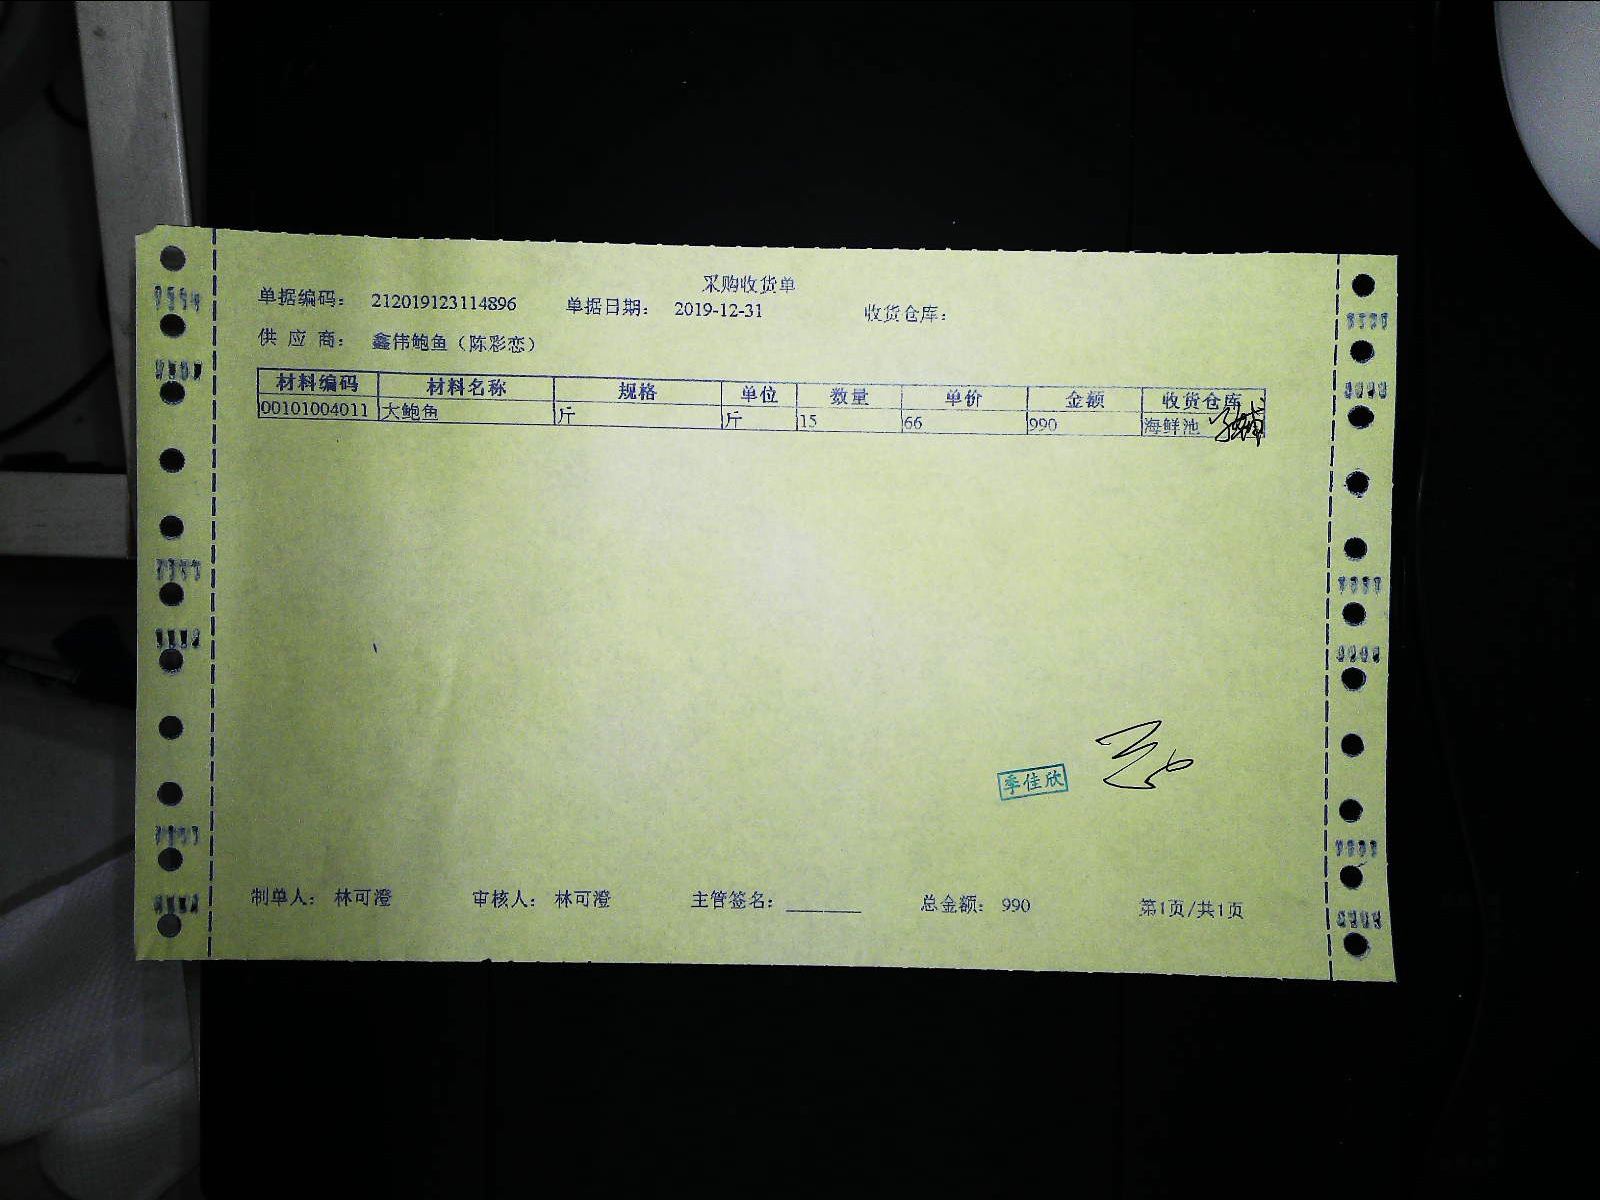 采购收货单
单据编码: 212019123114896 单据日期: 2019-12-31 收货仓库:
供 应 商: 鑫伟鲍鱼(陈彩恋)
材料编码 材料名称 规格 单位 数量 单价 金额 收货仓库
00101004011 大鲍鱼 斤 斤 15 66 990 海鲜池
季佳欣
制单人: 林可澄 审核人: 林可澄 主管签名: ________ 总金额: 990 第1页/共1页